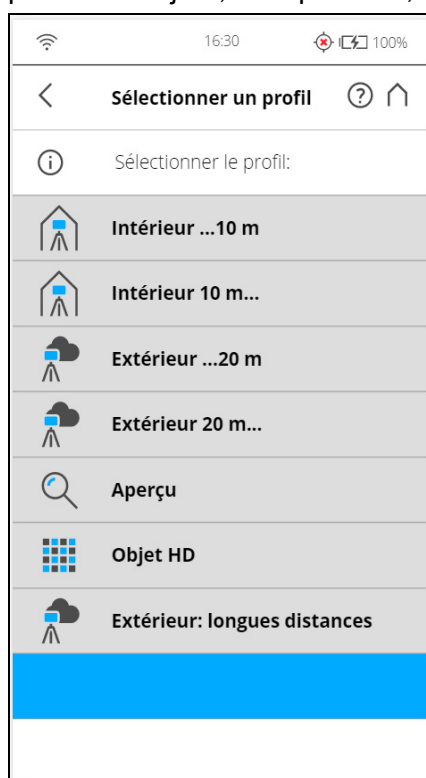 16:30
100%
Sélectionner un profil
Sélectionner le profil:
Intérieur ...10 m
Intérieur 10 m...
Extérieur ...20 m
Extérieur 20 m...
Aperçu
Objet HD
Extérieur: longues distances